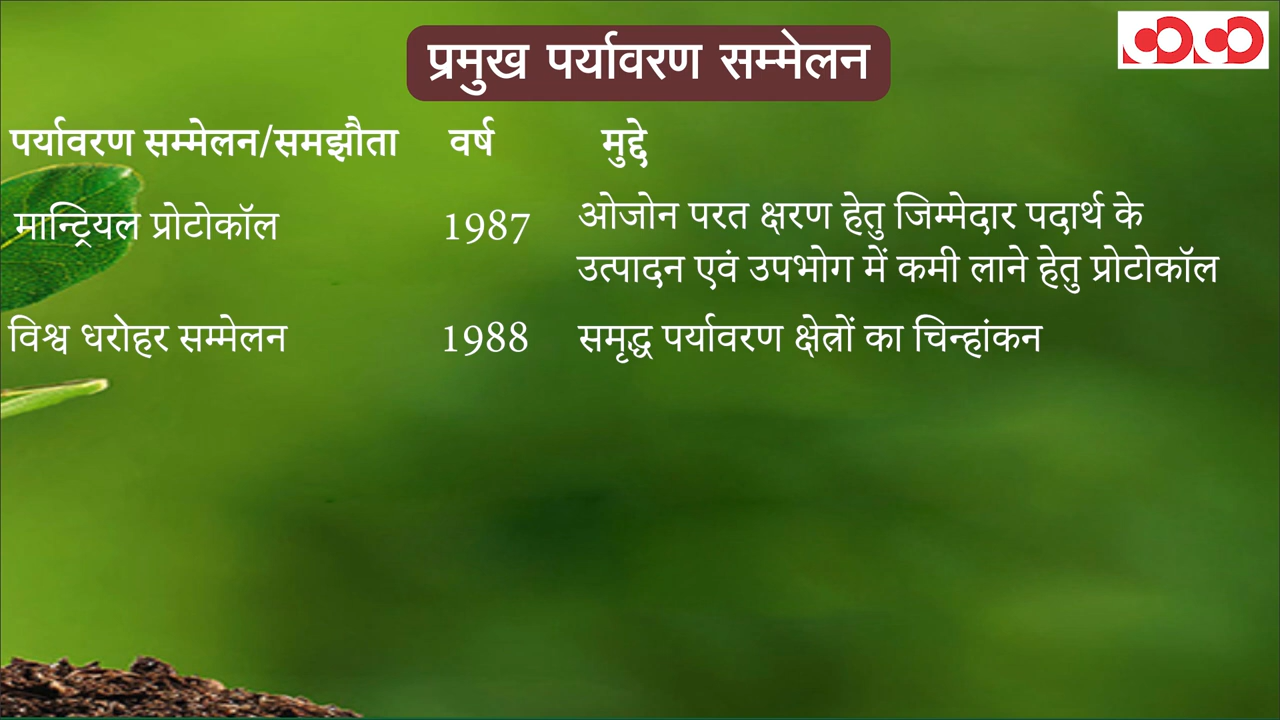 प्रमुख पर्यावरण सम्मेलन
पर्यावरण सम्मेलन/समझौता वर्ष मुद्दे
मान्ट्रियल प्रोटोकॉल 1987 ओजोन परत क्षरण हेतु जिम्मेदार पदार्थ के
उत्पादन एवं उपभोग में कमी लाने हेतु प्रोटोकॉल
विश्व धरोहर सम्मेलन 1988 समृद्ध पर्यावरण क्षेत्रों का चिन्हांकन